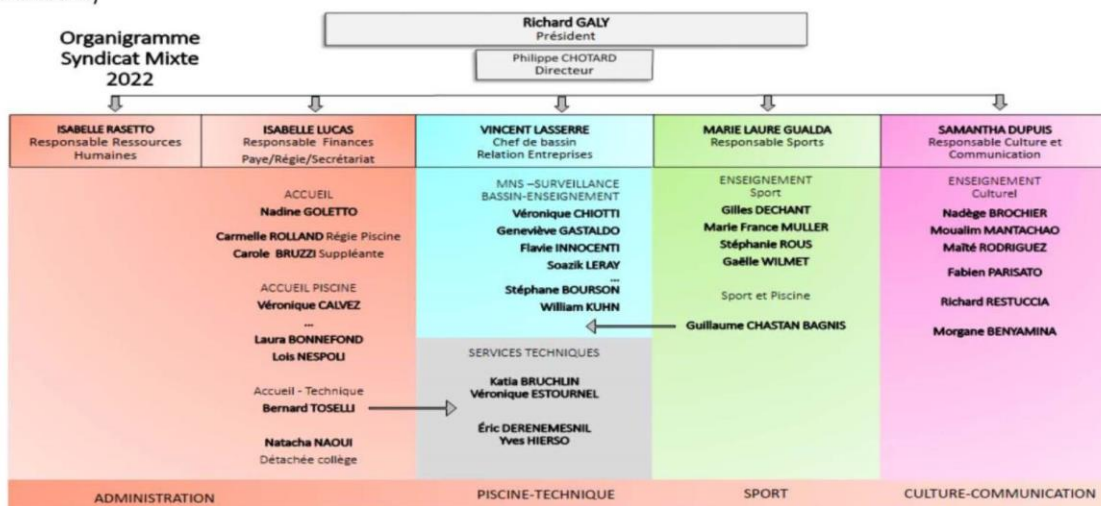 Organigramme
Syndicat Mixte
2022
Richard GALY
Président
Philippe CHOTARD
Directeur
ISABELLE RASETTO
Responsable Ressources
Humaines
ISABELLE LUCAS
Responsable Finances
Paye/Régie/Secrétariat
VINCENT LASSERRE
Chef de bassin
Relation Entreprises
MARIE LAURE GUALDA
Responsable Sports
SAMANTHA DUPUIS
Responsable Culture et
Communication
ACCUEIL
Nadine GOLETTO
Carmelle ROLLAND Régie Piscine
Carole BRUZZI Suppléante
ACCUEIL PISCINE
Véronique CALVEZ
...
Laura BONNEFOND
Lois NESPOLI
Accueil - Technique
Bernard TOSELLI
Natacha NAOUI
Détachée collège
MNS –SURVEILLANCE
BASSIN-ENSEIGNEMENT
Véronique CHIOTTI
Geneviève GASTALDO
Flavie INNOCENTI
Soazik LERAY
...
Stéphane BOURSON
William KUHN
SERVICES TECHNIQUES
Katia BRUCHLIN
Véronique ESTOURNEL
Éric DERENEMESNIL
Yves HIERSO
ENSEIGNEMENT
Sport
Gilles DECHANT
Marie France MULLER
Stéphanie ROUS
Gaëlle WILMET
Sport et Piscine
Guillaume CHASTAN BAGNIS
ENSEIGNEMENT
Culturel
Nadège BROCHIER
Moualim MANTACHAO
Maïté RODRIGUEZ
Fabien PARISATO
Richard RESTUCCIA
Morgane BENYAMINA
ADMINISTRATION
PISCINE-TECHNIQUE
SPORT
CULTURE-COMMUNICATION